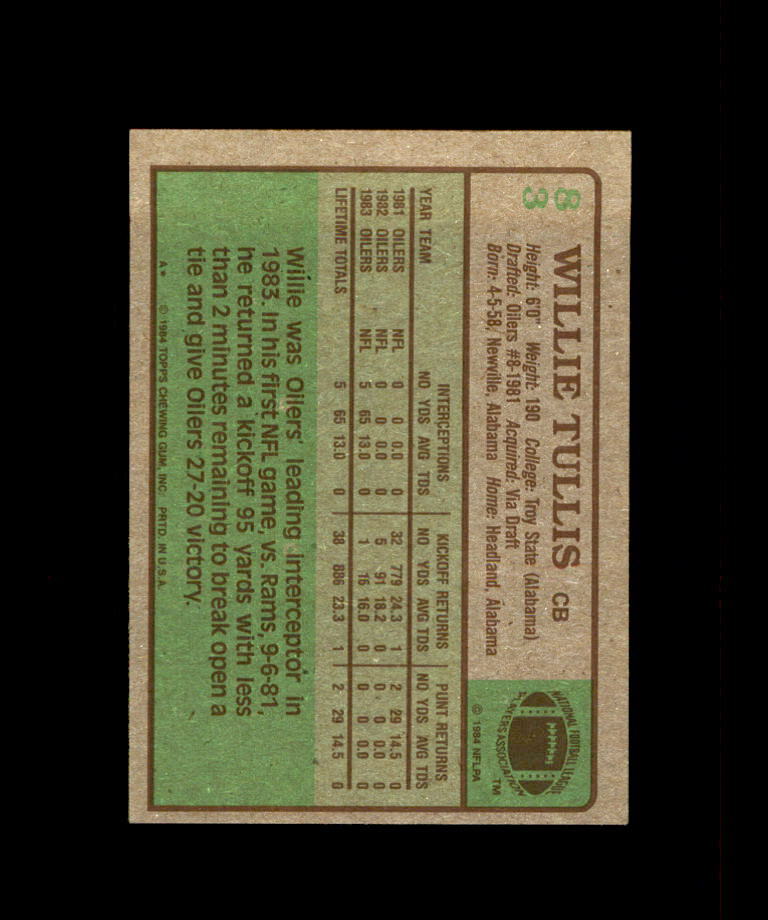 83
WILLIE TULLIS CB
Height: 6'0" Weight: 190 College: Troy State (Alabama)
Drafted: Oilers #8-1981 Acquired: Via Draft
Born: 4-5-58, Newville, Alabama Home: Headland, Alabama
NATIONAL FOOTBALL LEAGUE
PLAYERS ASSOCIATION
TM
© 1984 NFLPA
INTERCEPTIONS KICKOFF RETURNS PUNT RETURNS
YEAR TEAM NO YDS AVG TDS NO YDS AVG TDS NO YDS AVG TDS
1981 OILERS NFL 0 0 0.0 0 32 779 24.3 1 2 29 14.5 0
1982 OILERS NFL 0 0 0.0 0 5 91 18.2 0 0 0 0.0 0
1983 OILERS NFL 5 65 13.0 0 1 16 16.0 0 0 0 0.0 0
LIFETIME TOTALS 5 65 13.0 0 38 886 23.3 1 2 29 14.5 0
Willie was Oilers' leading interceptor in
1983. In his first NFL game, vs. Rams, 9-6-81,
he returned a kickoff 95 yards with less
than 2 minutes remaining to break open a
tie and give Oilers 27-20 victory.
A* © 1984 TOPPS CHEWING GUM, INC. PRTD. IN U.S.A.